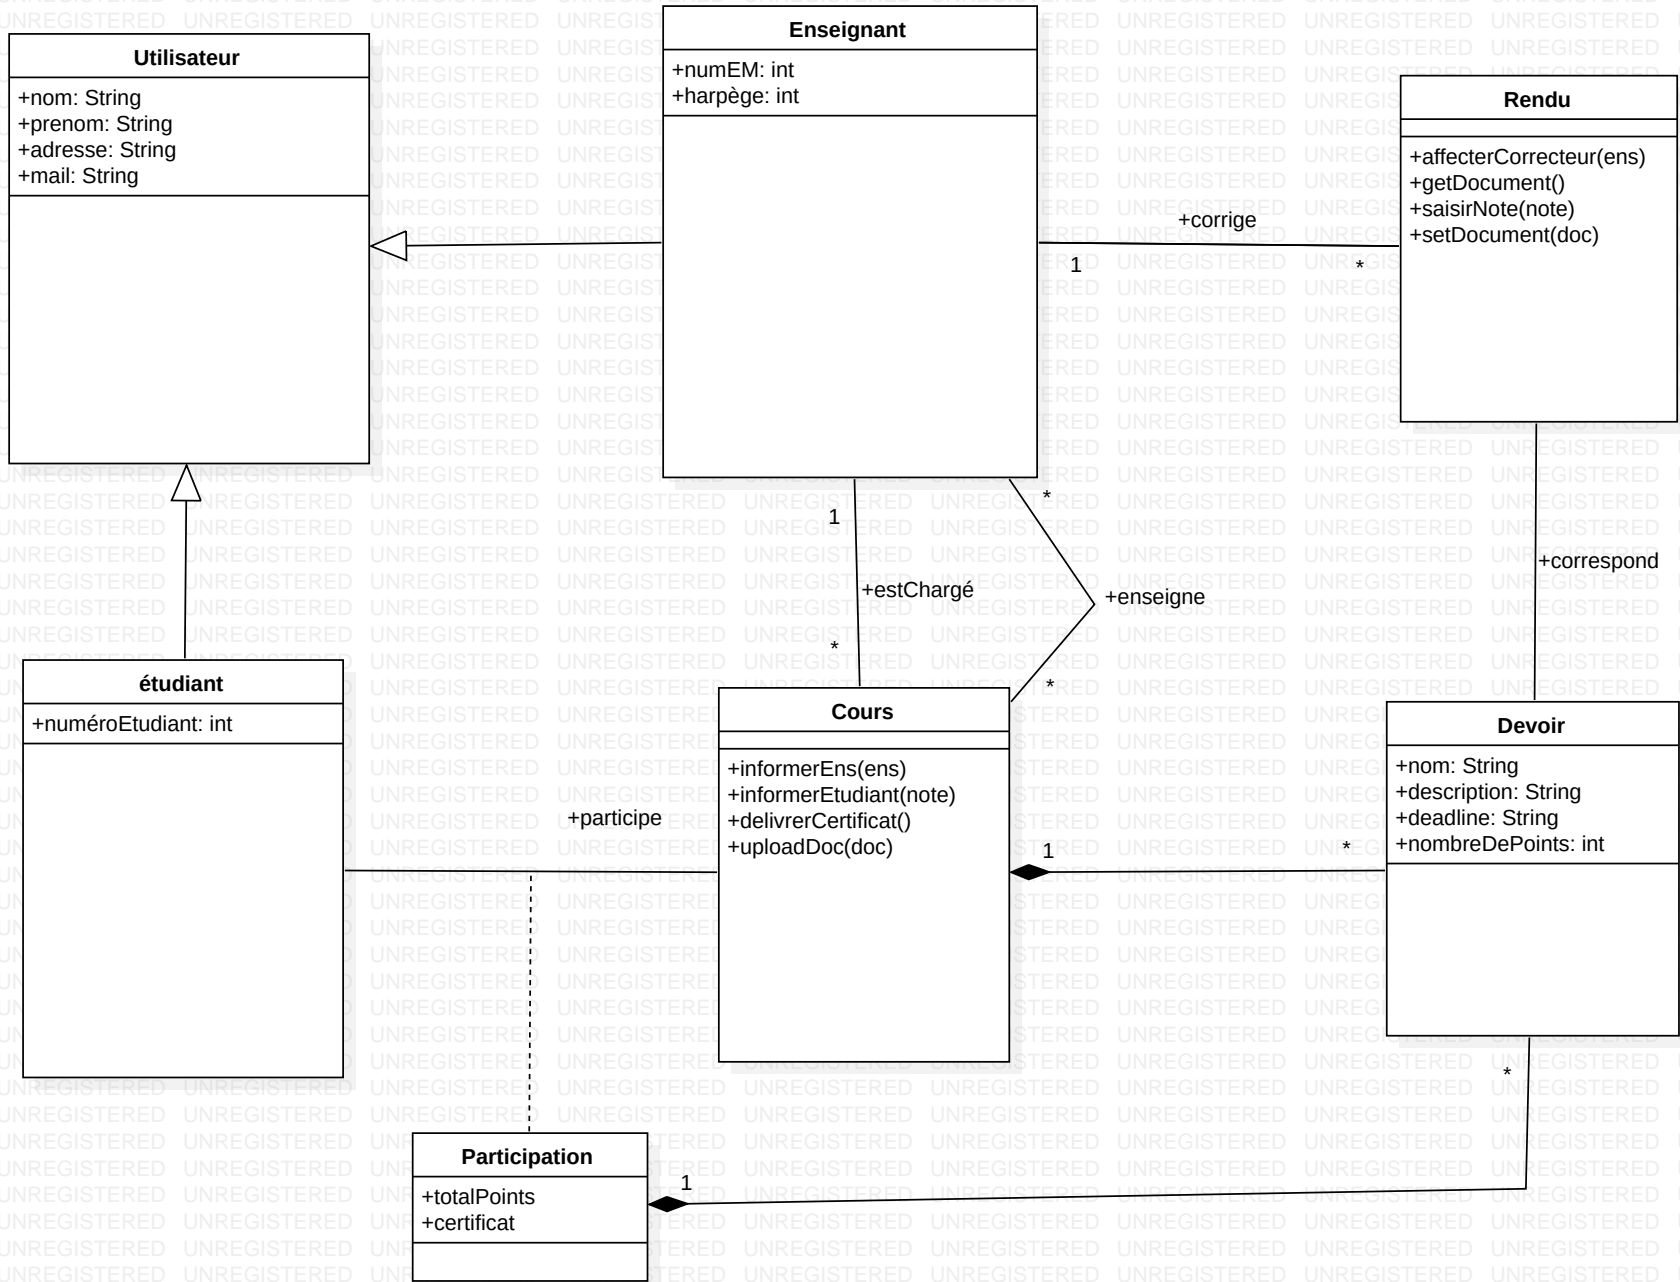 Utilisateur
+nom: String
+prenom: String
+adresse: String
+mail: String
Enseignant
+numEM: int
+harpège: int
Rendu
+affecterCorrecteur(ens)
+getDocument()
+saisirNote(note)
+setDocument(doc)
+corrige
1
*
1
*
+estChargé
+enseigne
*
*
+correspond
étudiant
+numéroEtudiant: int
+participe
Cours
+informerEns(ens)
+informerEtudiant(note)
+delivrerCertificat()
+uploadDoc(doc)
1
*
Devoir
+nom: String
+description: String
+deadline: String
+nombreDePoints: int
*
Participation
+totalPoints
+certificat
1
UNREGISTERED